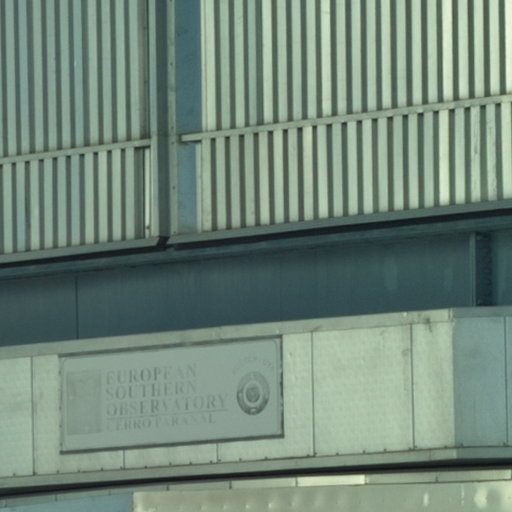 EUROPEAN
SOUTHERN
OBSERVATORY
CERRO PARANAL